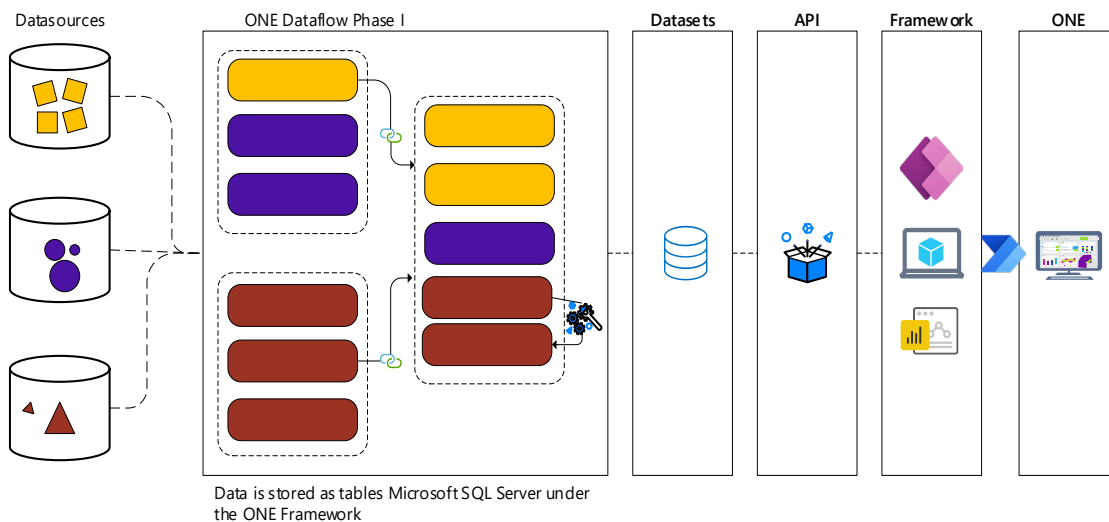 Datasources
ONE Dataflow Phase I
Datasets
API
Framework
ONE
Data is stored as tables Microsoft SQL Server under
the ONE Framework